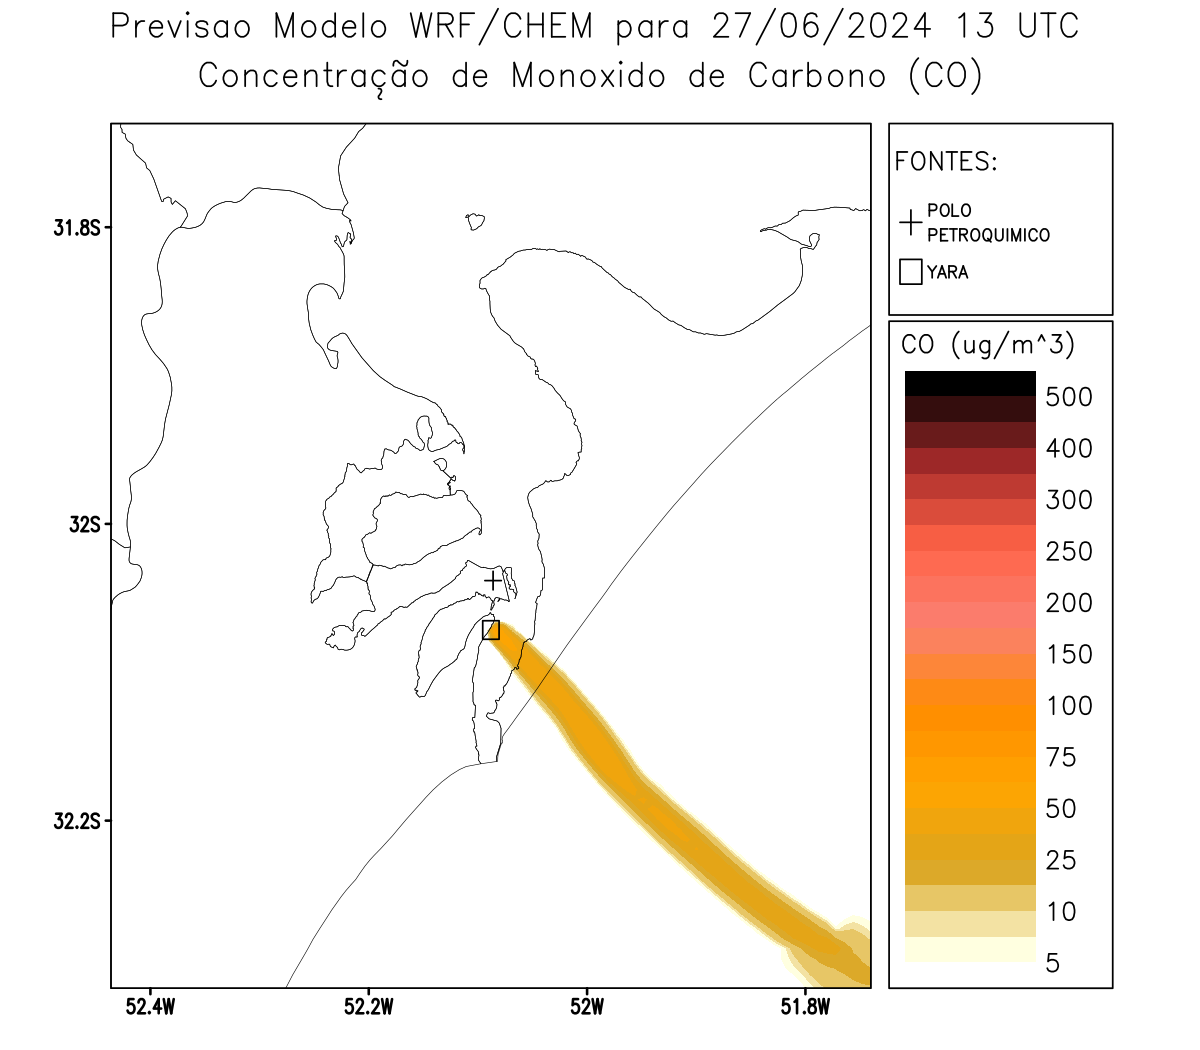 Previsao Modelo WRF/CHEM para 27/06/2024 13 UTC
Concentração de Monoxido de Carbono (CO)
FONTES:
POLO
PETROQUIMICO
YARA
CO (ug/m^3)
500
400
300
250
200
150
100
75
50
25
10
5
31.8S
32S
32.2S
52.4W
52.2W
52W
51.8W